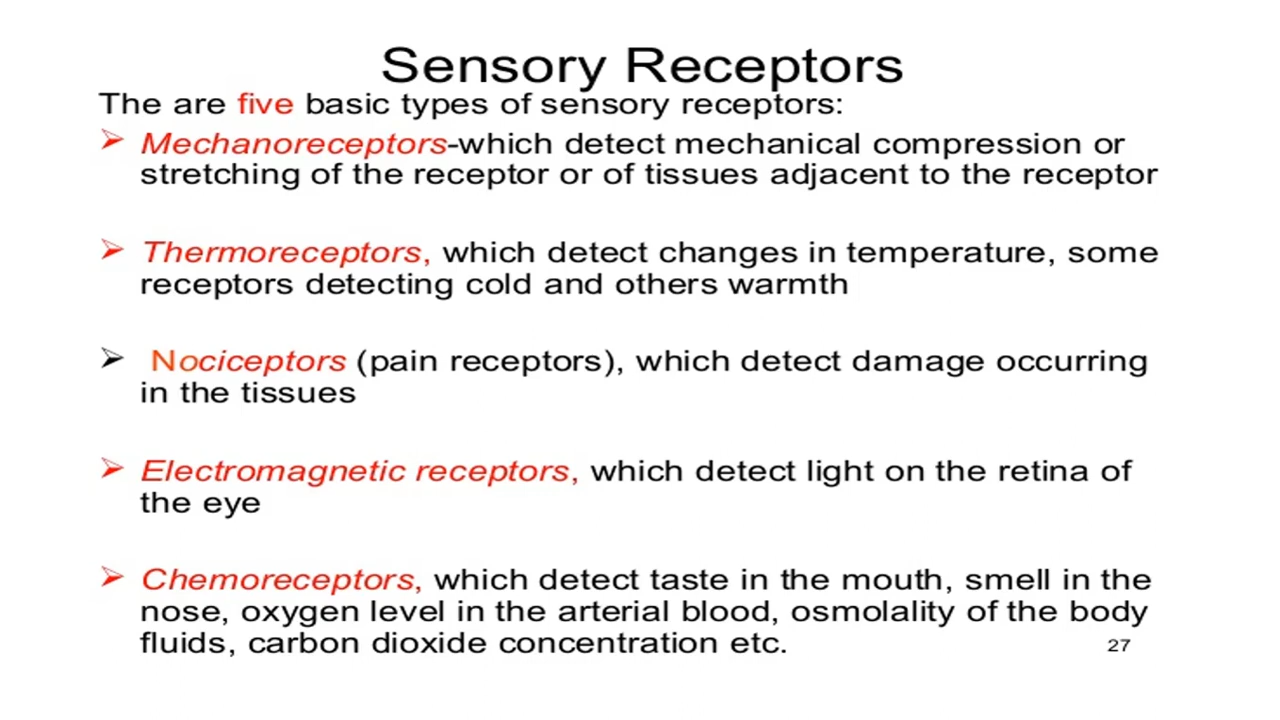 Sensory Receptors
The are five basic types of sensory receptors:
➢ Mechanoreceptors-which detect mechanical compression or
stretching of the receptor or of tissues adjacent to the receptor
➢ Thermoreceptors, which detect changes in temperature, some
receptors detecting cold and others warmth
➢ Nociceptors (pain receptors), which detect damage occurring
in the tissues
➢ Electromagnetic receptors, which detect light on the retina of
the eye
➢ Chemoreceptors, which detect taste in the mouth, smell in the
nose, oxygen level in the arterial blood, osmolality of the body
fluids, carbon dioxide concentration etc.
27